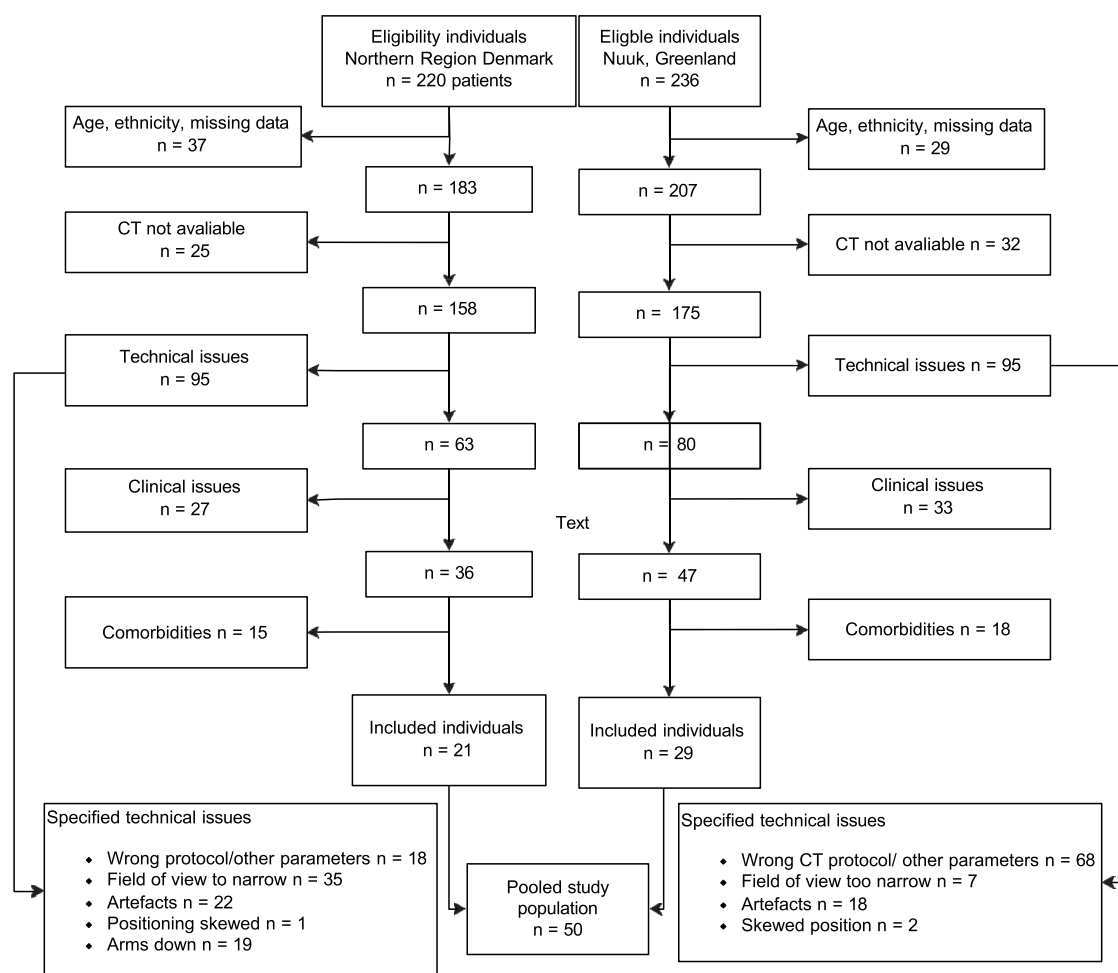 Eligibility individuals
Northern Region Denmark
n = 220 patients
Eligble individuals
Nuuk, Greenland
n = 236
Age, ethnicity, missing data
n = 37
Age, ethnicity, missing data
n = 29
n = 183
n = 207
CT not avaliable
n = 25
CT not avaliable n = 32
n = 158
n = 175
Technical issues
n = 95
Technical issues n = 95
n = 63
n = 80
Clinical issues
n = 27
Clinical issues
n = 33
Text
n = 36
n = 47
Comorbidities n = 15
Comorbidities n = 18
Included individuals
n = 21
Included individuals
n = 29
Specified technical issues
• Wrong protocol/other parameters n = 18
• Field of view to narrow n = 35
• Artefacts n = 22
• Positioning skewed n = 1
• Arms down n = 19
Pooled study
population
n = 50
Specified technical issues
• Wrong CT protocol/ other parameters n = 68
• Field of view too narrow n = 7
• Artefacts n = 18
• Skewed position n = 2